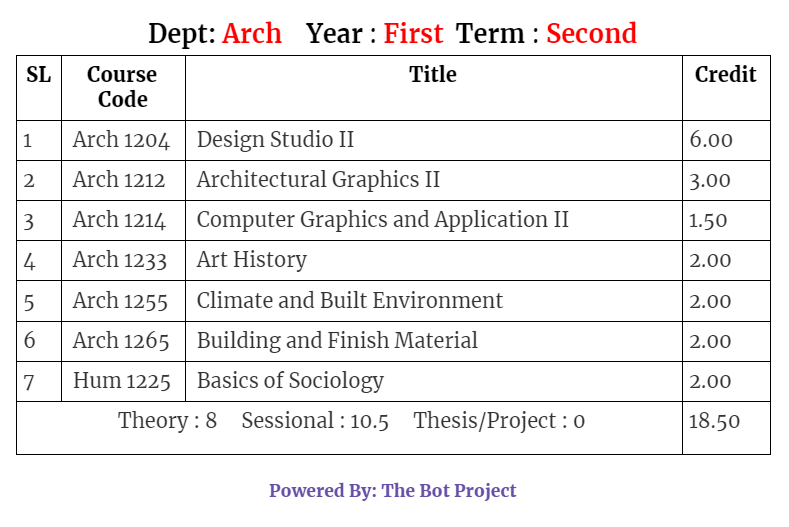 Dept: Arch Year : First Term : Second
SL Course Code Title Credit
1 Arch 1204 Design Studio II 6.00
2 Arch 1212 Architectural Graphics II 3.00
3 Arch 1214 Computer Graphics and Application II 1.50
4 Arch 1233 Art History 2.00
5 Arch 1255 Climate and Built Environment 2.00
6 Arch 1265 Building and Finish Material 2.00
7 Hum 1225 Basics of Sociology 2.00
Theory : 8 Sessional : 10.5 Thesis/Project : 0 18.50
Powered By: The Bot Project